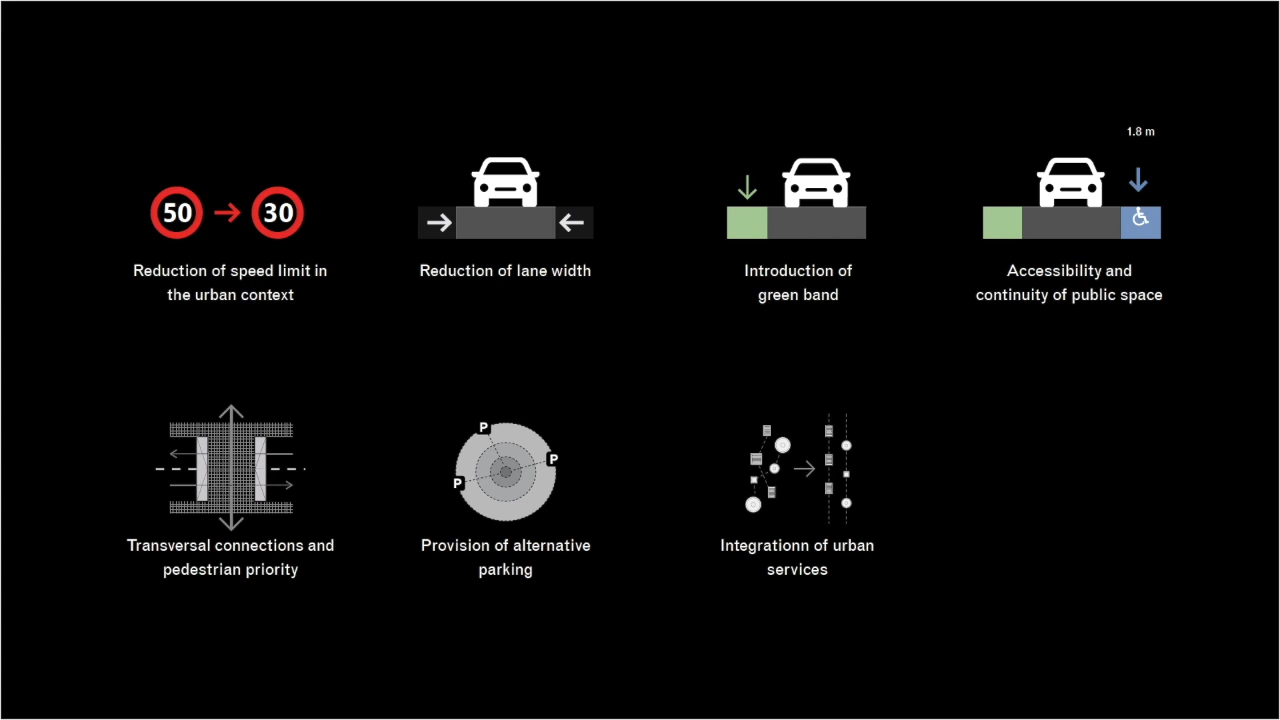 1.8 m
50 30
Reduction of speed limit in
the urban context
Reduction of lane width
Introduction of
green band
Accessibility and
continuity of public space
P
P
P
Transversal connections and
pedestrian priority
Provision of alternative
parking
Integrationn of urban
services